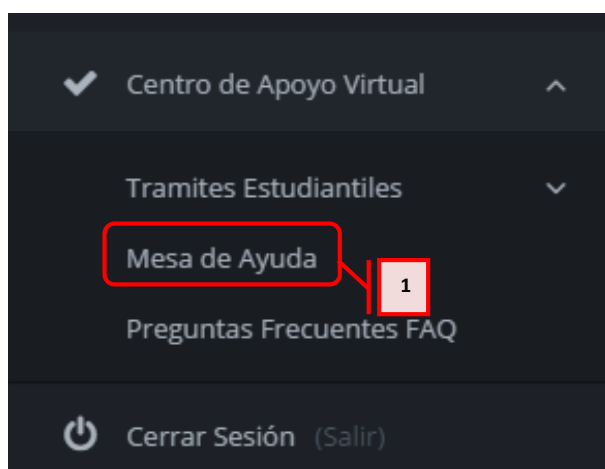 Centro de Apoyo Virtual
Tramites Estudiantiles
Mesa de Ayuda
1
Preguntas Frecuentes FAQ
Cerrar Sesión (Salir)